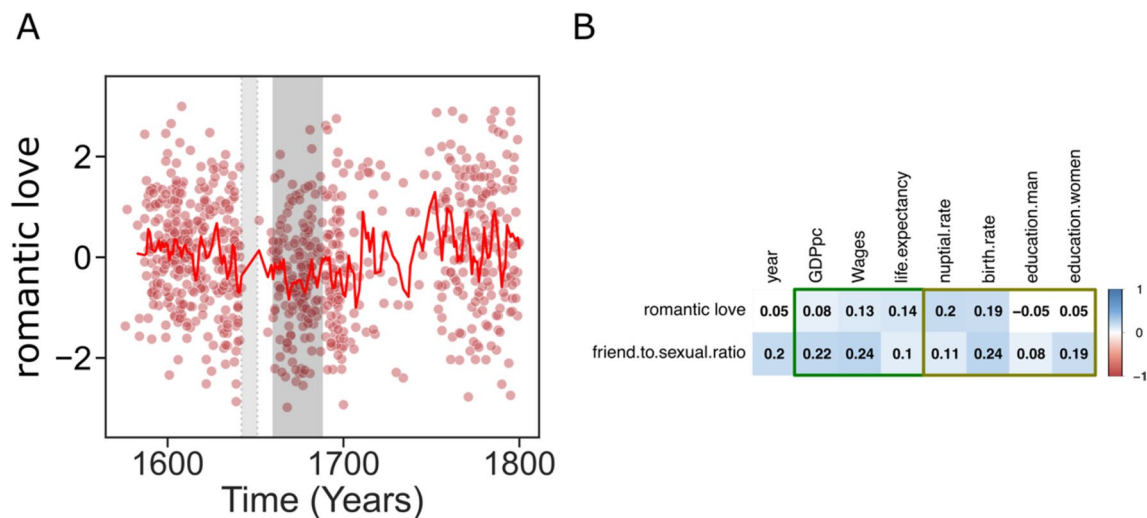 A
romantic love
2
0
−2
1600 1700 1800
Time (Years)
B
year GDPpc Wages life.expectancy nuptial.rate birth.rate education.man education.women
romantic love 0.05 0.08 0.13 0.14 0.2 0.19 −0.05 0.05
friend.to.sexual.ratio 0.2 0.22 0.24 0.1 0.11 0.24 0.08 0.19
1
0
−1